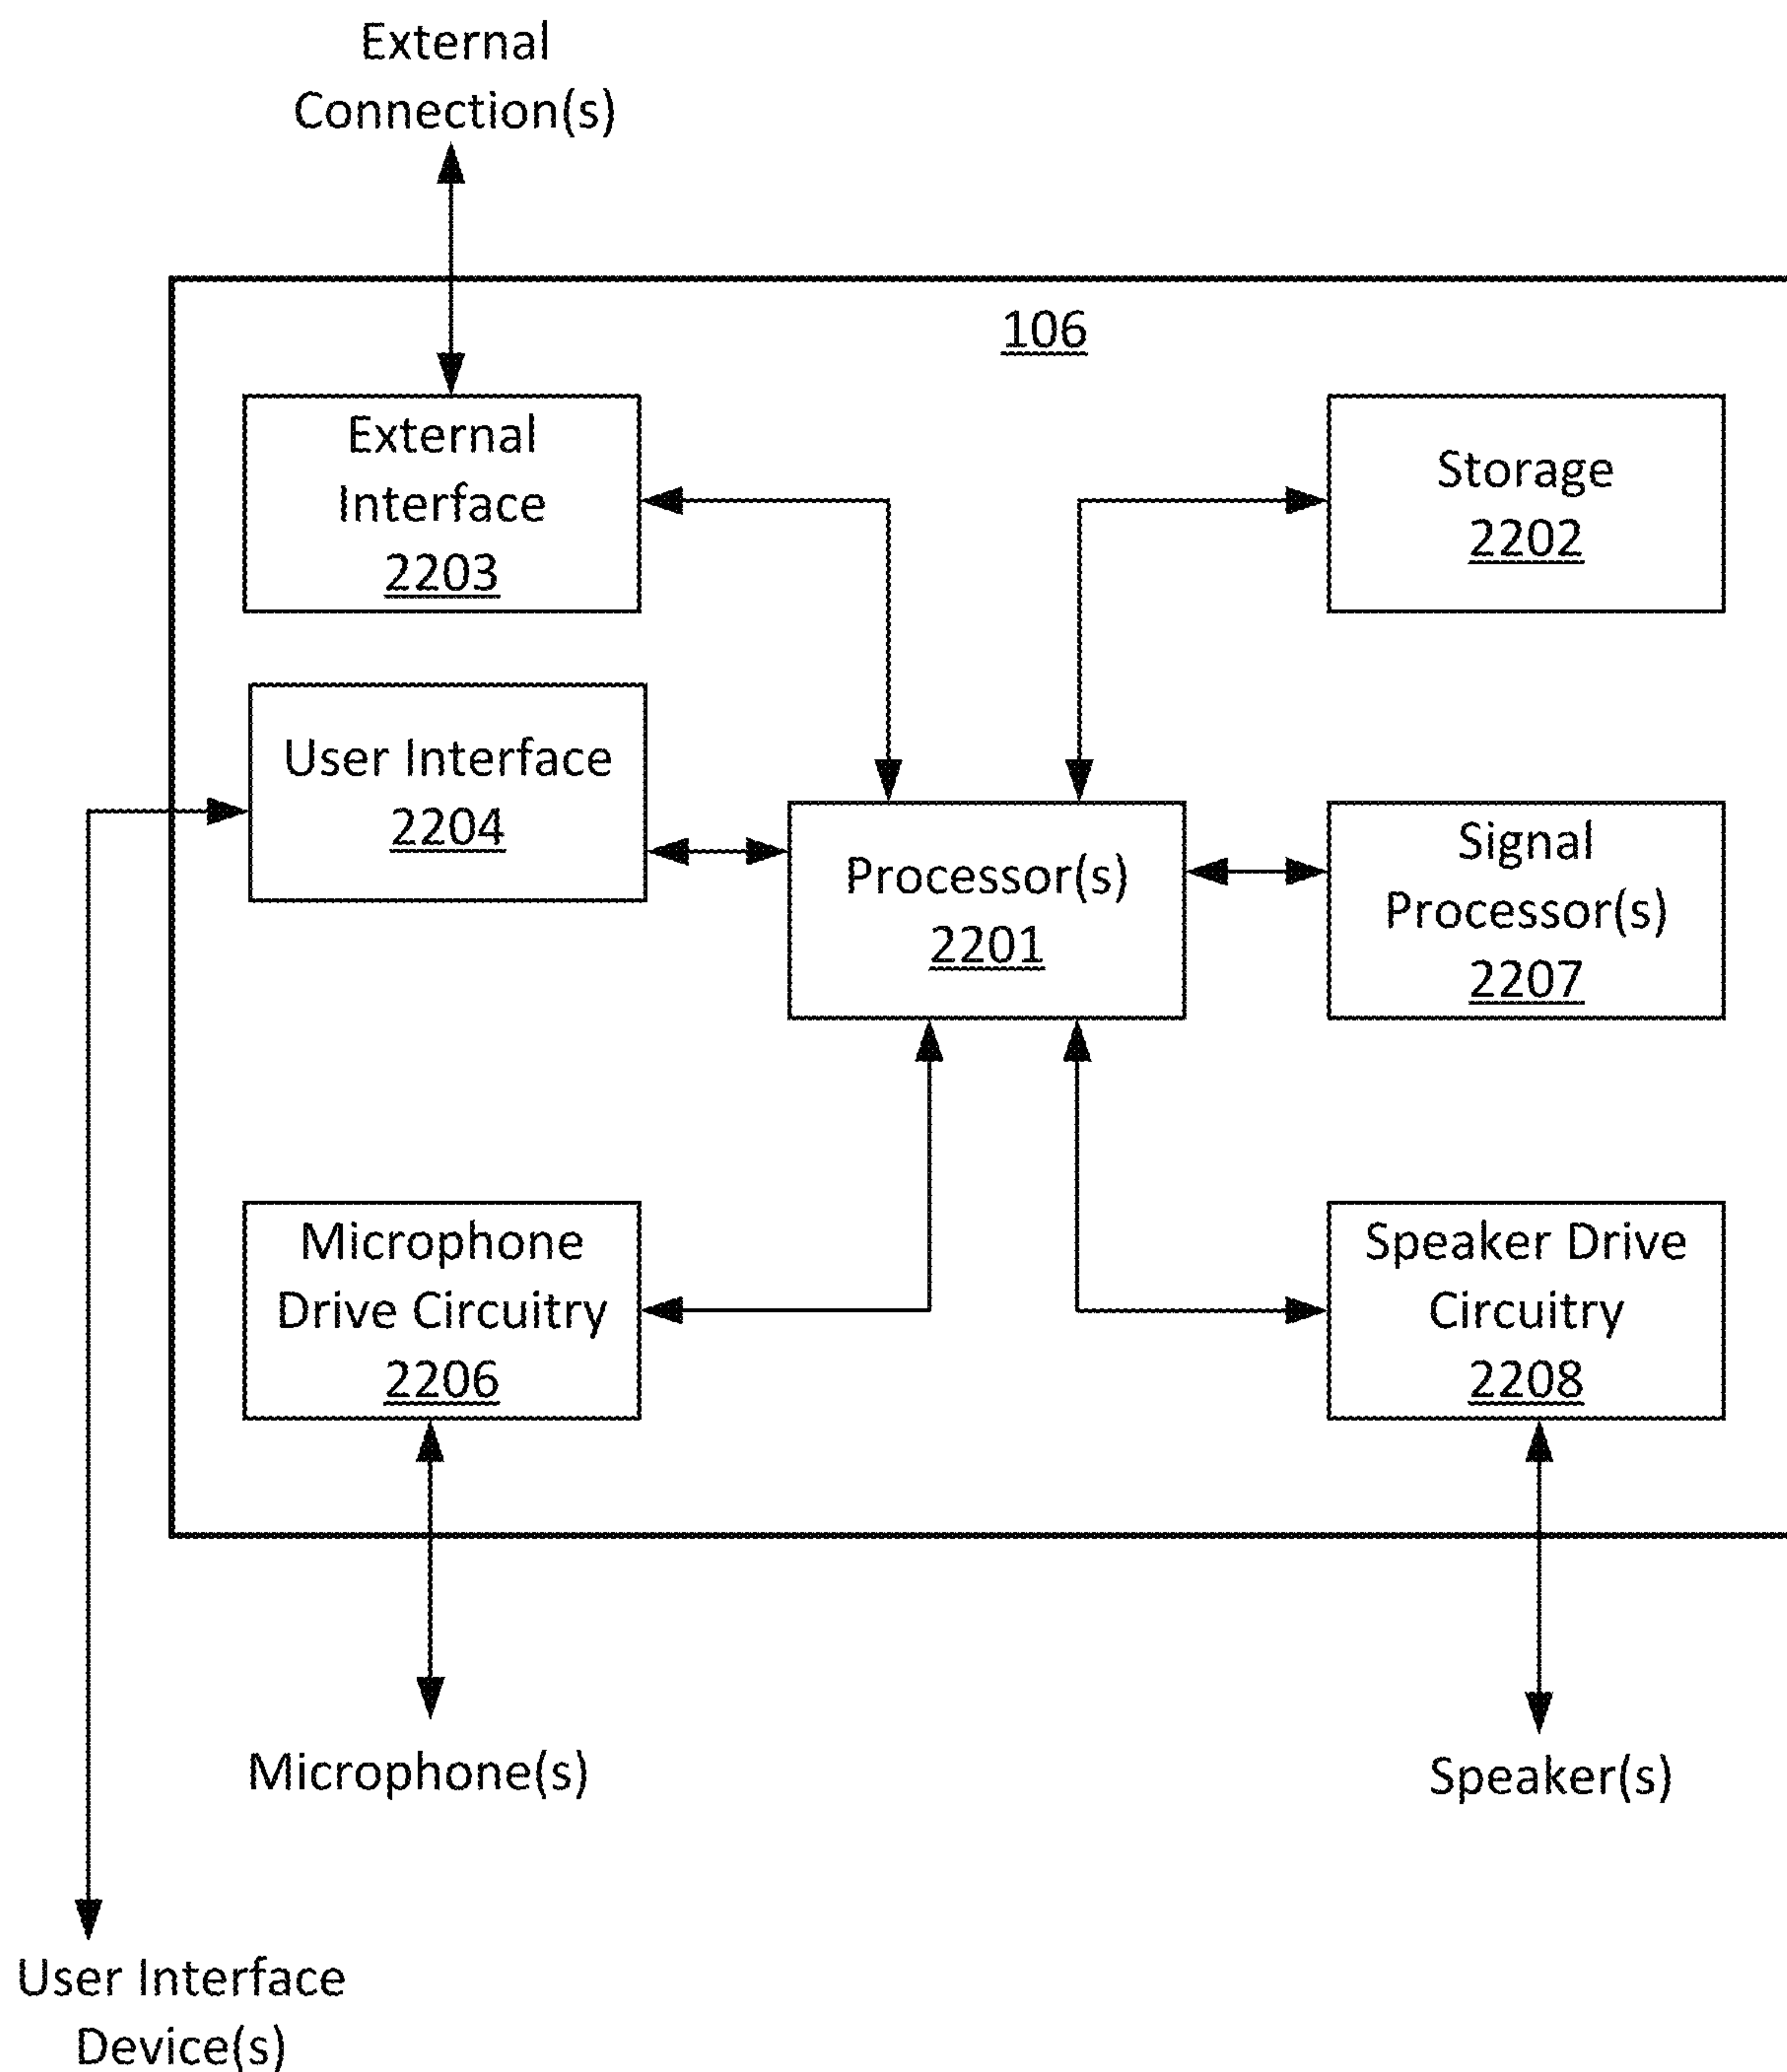 External
Connection(s)
106
External
Interface
2203
Storage
2202
User Interface
2204
Processor(s)
2201
Signal
Processor(s)
2207
Microphone
Drive Circuitry
2206
Speaker Drive
Circuitry
2208
Microphone(s)
Speaker(s)
User Interface
Device(s)